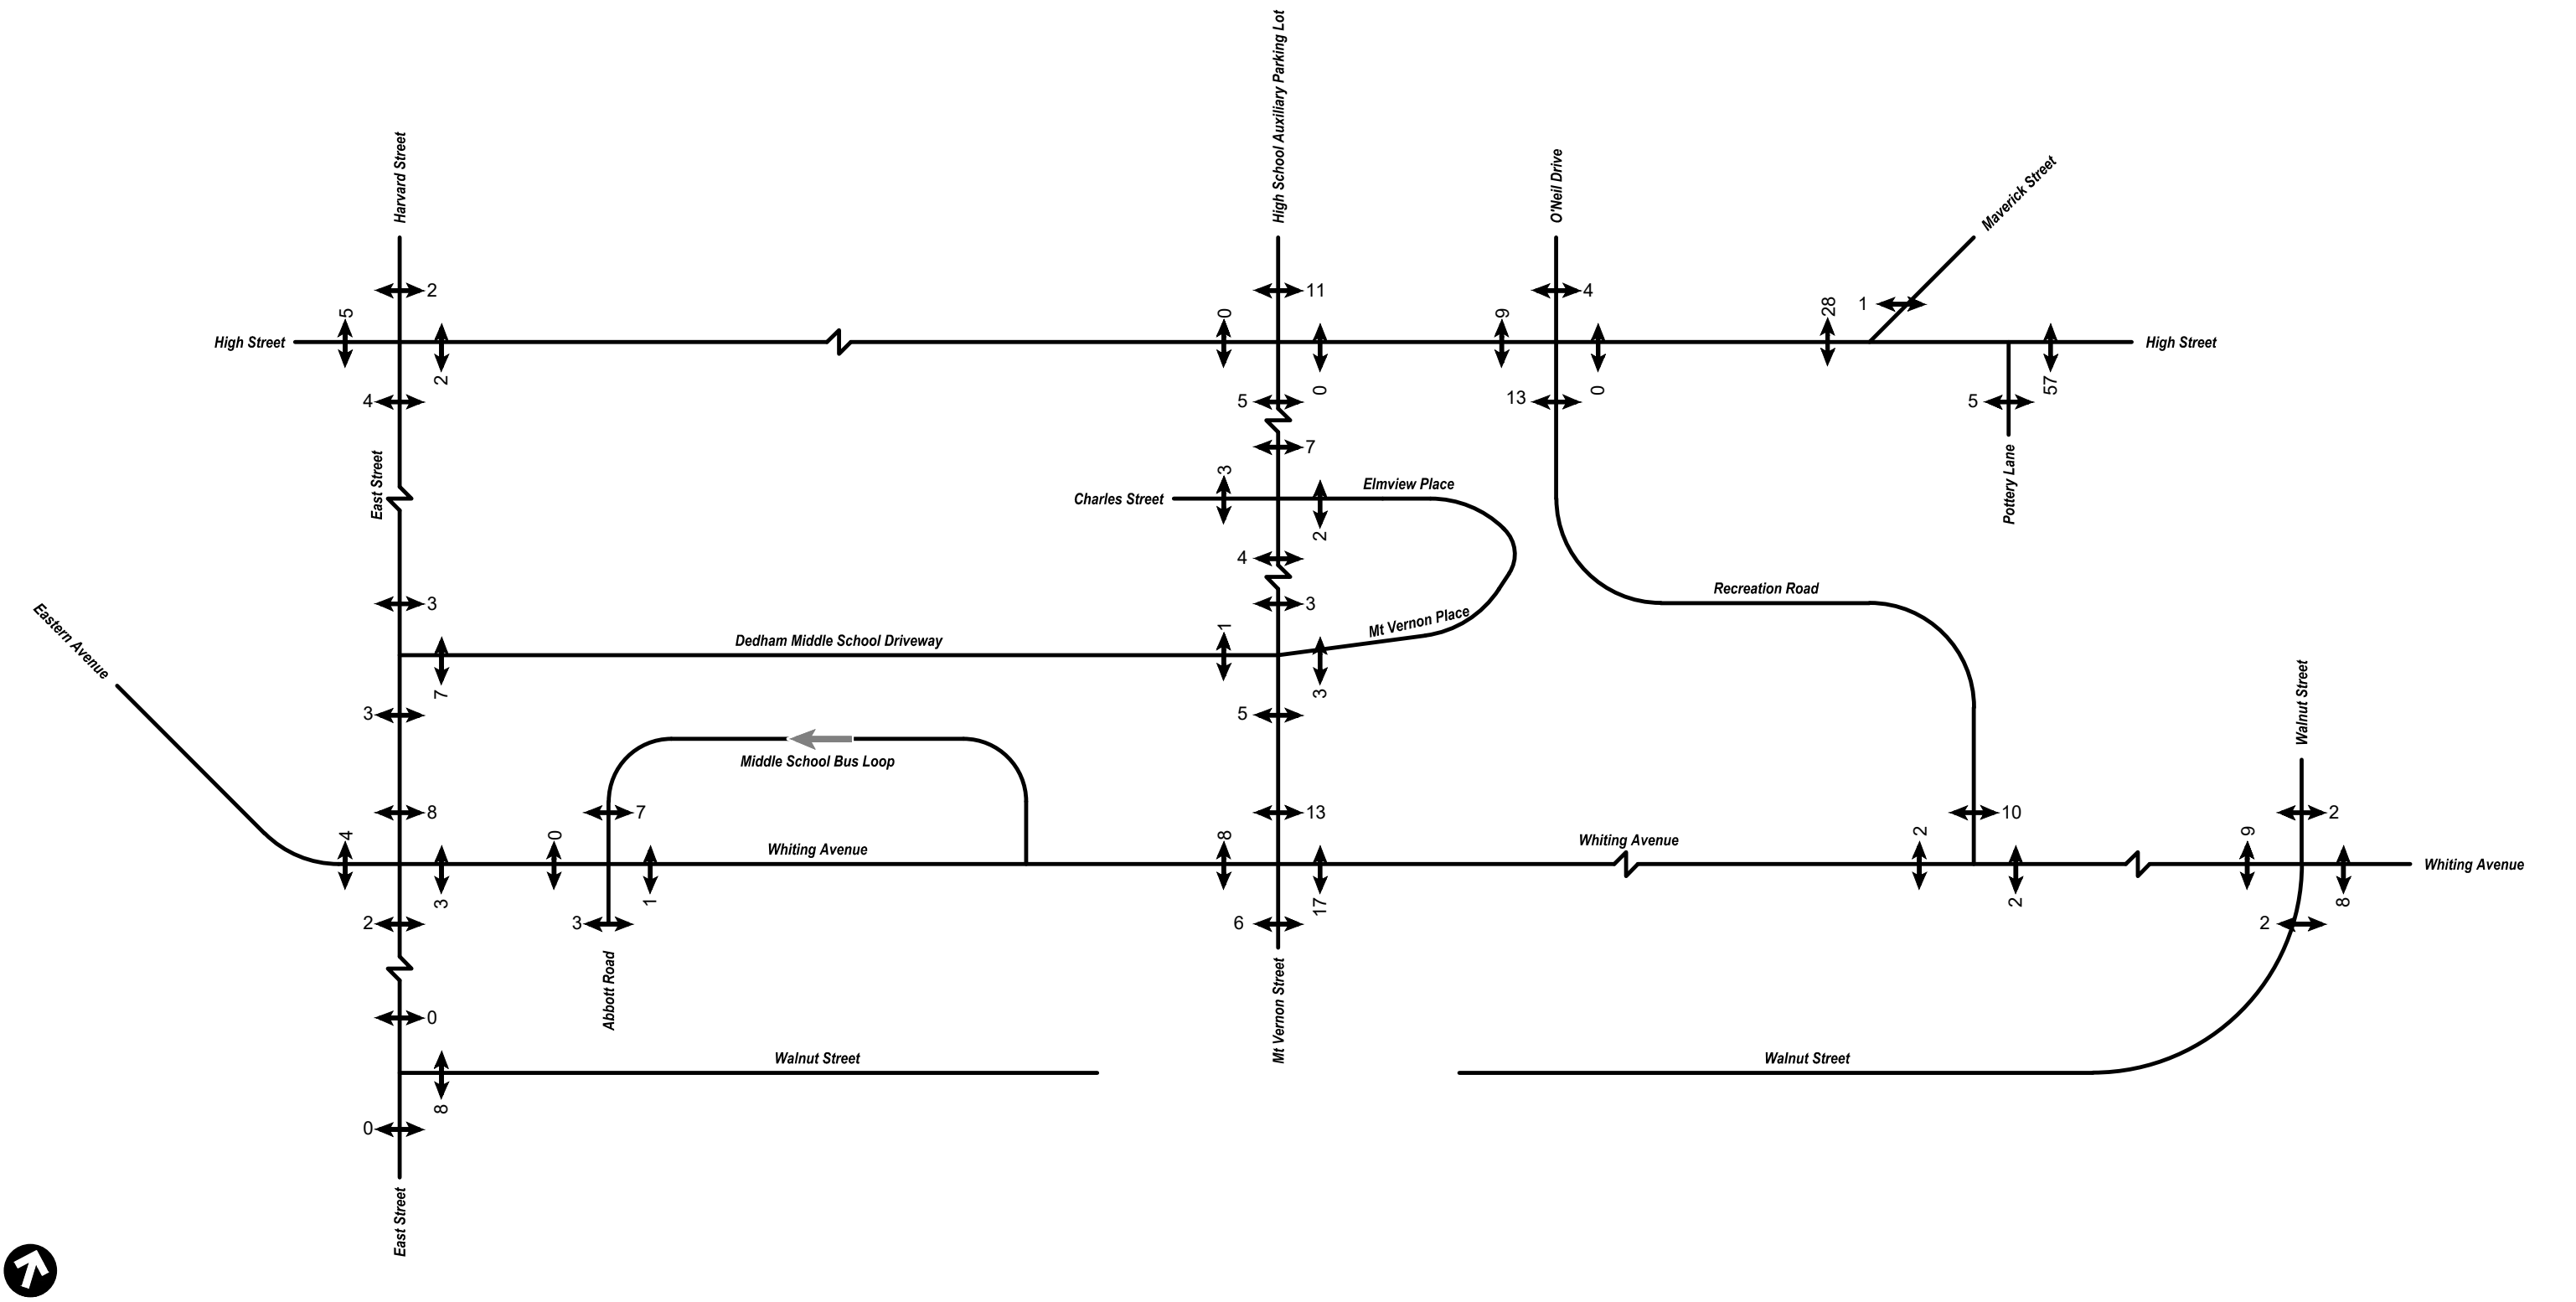 High School Auxiliary Parking Lot
Harvard Street
O'Neil Drive
Maverick Street
2
11
4
1
28
5
0
9
High Street
High Street
2
0
0
57
4
5
13
5
East Street
7
3
Elmview Place
Charles Street
2
Pottery Lane
4
Recreation Road
Eastern Avenue
3
3
1
Mt Vernon Place
Dedham Middle School Driveway
7
3
3
5
Walnut Street
Middle School Bus Loop
8
7
13
10
2
4
0
8
2
9
Whiting Avenue
Whiting Avenue
Whiting Avenue
3
1
17
2
8
2
3
6
2
Abbott Road
Mt Vernon Street
0
Walnut Street
Walnut Street
8
0
East Street